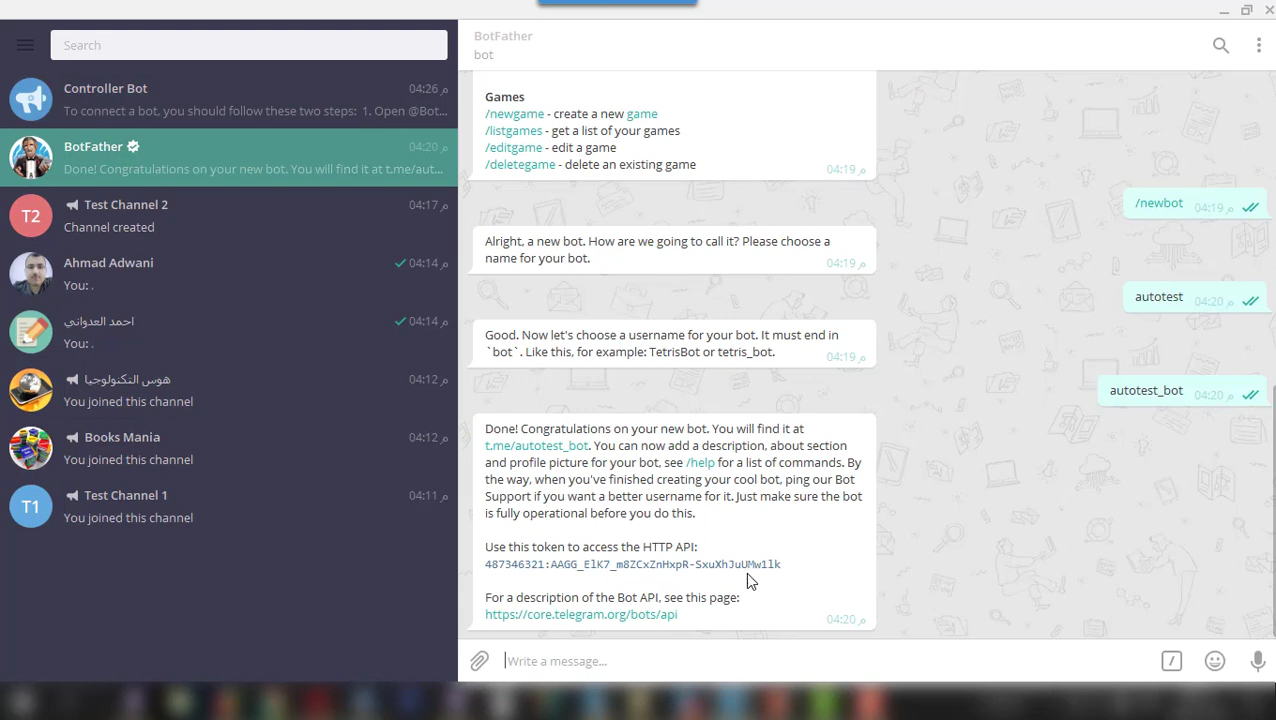 Search
Controller Bot
04:26 م
To connect a bot, you should follow these two steps: 1. Open @Bot...
BotFather
04:20 م
Done! Congratulations on your new bot. You will find it at t.me/aut...
T2
Test Channel 2
04:17 م
Channel created
Ahmad Adwani
04:14 م
You: .
احمد العدواني
04:14 م
You: .
هوس التكنولوجيا
04:12 م
You joined this channel
Books Mania
04:12 م
You joined this channel
T1
Test Channel 1
04:11 م
You joined this channel
BotFather
bot
Games
/newgame - create a new game
/listgames - get a list of your games
/editgame - edit a game
/deletegame - delete an existing game
04:19 م
/newbot
04:19 م
Alright, a new bot. How are we going to call it? Please choose a
name for your bot.
04:19 م
autotest
04:20 م
Good. Now let's choose a username for your bot. It must end in
`bot`. Like this, for example: TetrisBot or tetris_bot.
04:19 م
autotest_bot
04:20 م
Done! Congratulations on your new bot. You will find it at
t.me/autotest_bot. You can now add a description, about section
and profile picture for your bot, see /help for a list of commands. By
the way, when you've finished creating your cool bot, ping our Bot
Support if you want a better username for it. Just make sure the bot
is fully operational before you do this.
Use this token to access the HTTP API:
487346321:AAGG_ElK7_m8ZCxZnHxpR-SxuXhJuUMw1lk
For a description of the Bot API, see this page:
https://core.telegram.org/bots/api
04:20 م
Write a message...